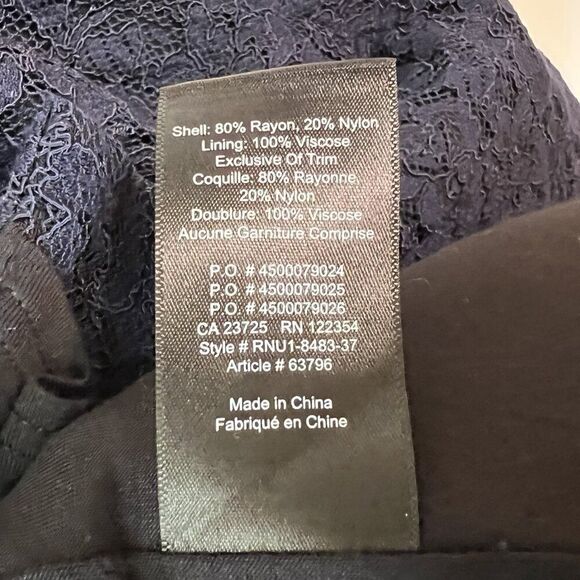 Shell: 80% Rayon, 20% Nylon
Lining: 100% Viscose
Exclusive Of Trim
Coquille: 80% Rayonne,
20% Nylon
Doublure: 100% Viscose
Aucune Garniture Comprise
P.O. # 4500079024
P.O. # 4500079025
P.O. # 4500079026
CA 23725 RN 122354
Style # RNU1-8483-37
Article # 63796
Made in China
Fabriqué en Chine